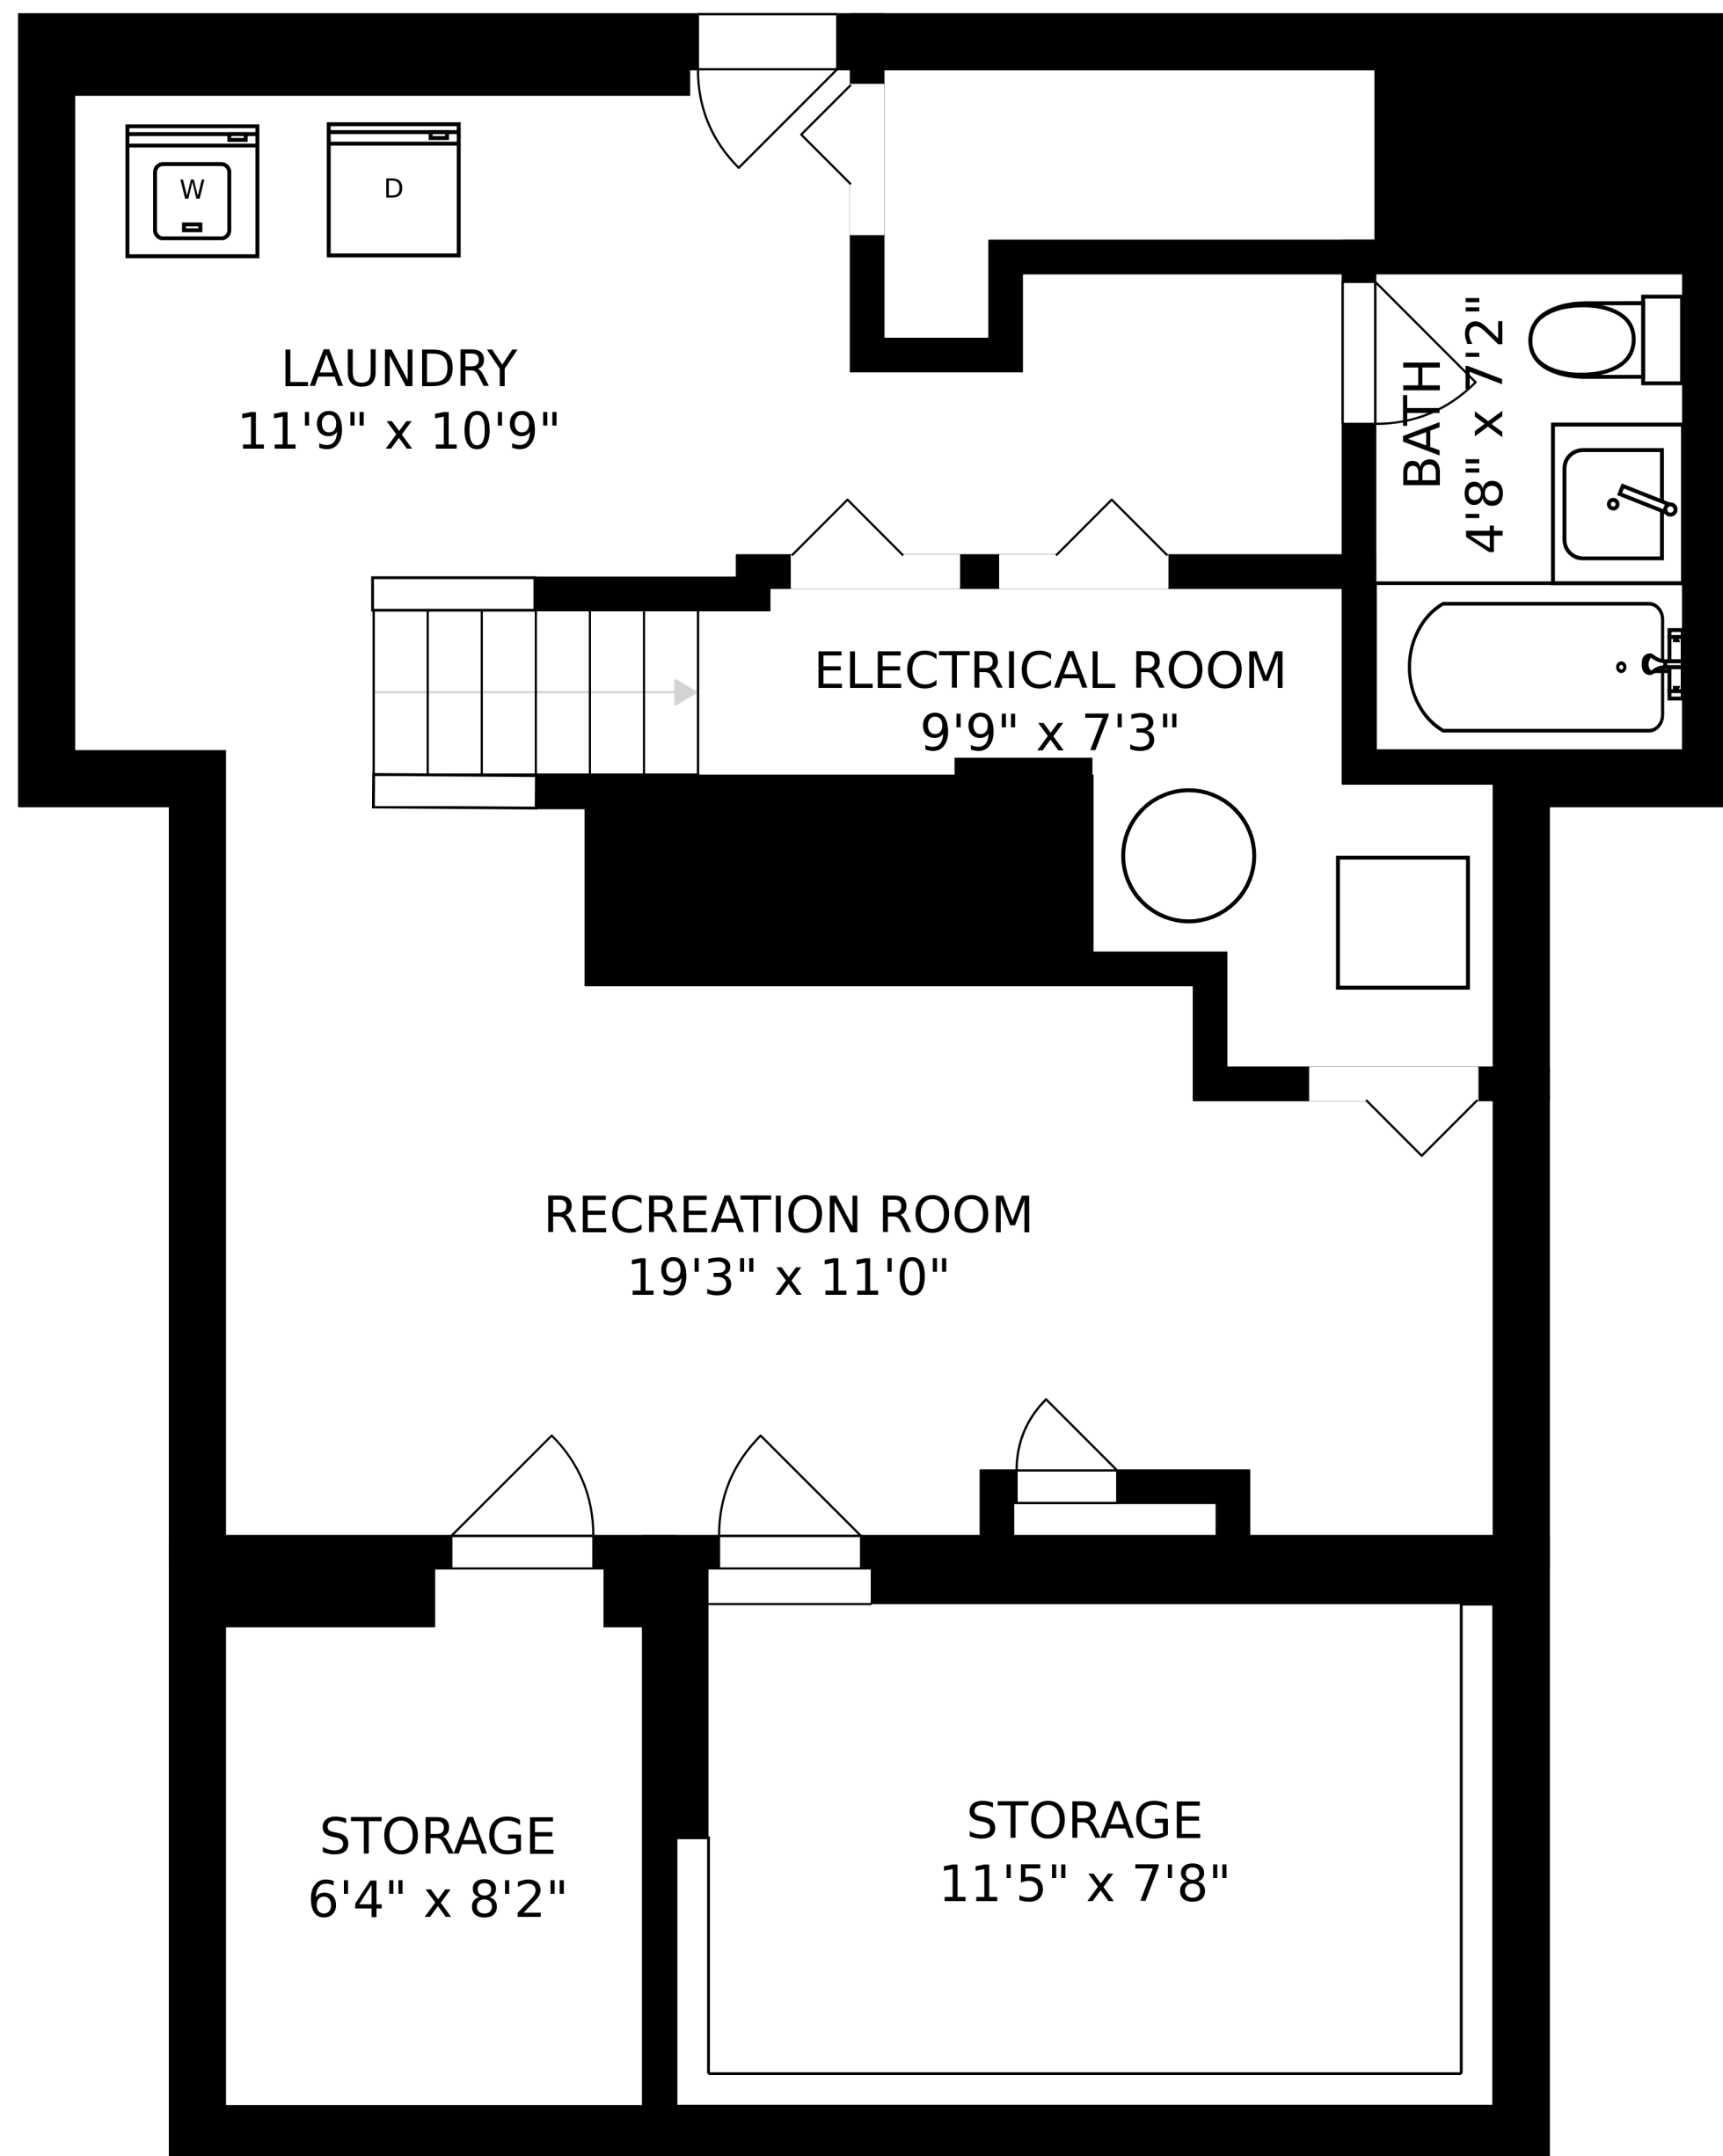 W
D
LAUNDRY
11'9" x 10'9"
BATH
4'8" x 7'2"
ELECTRICAL ROOM
9'9" x 7'3"
RECREATION ROOM
19'3" x 11'0"
STORAGE
6'4" x 8'2"
STORAGE
11'5" x 7'8"